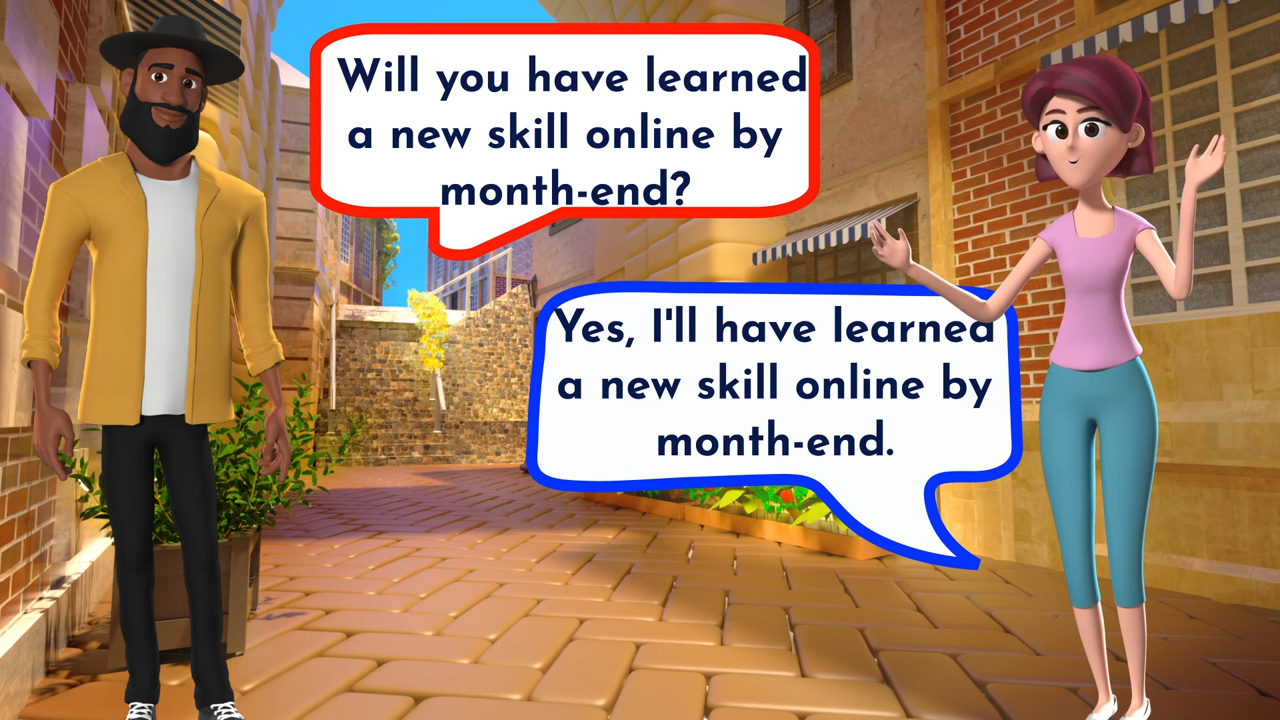 Will you have learned
a new skill online by
month-end?
Yes, I'll have learned
a new skill online by
month-end.